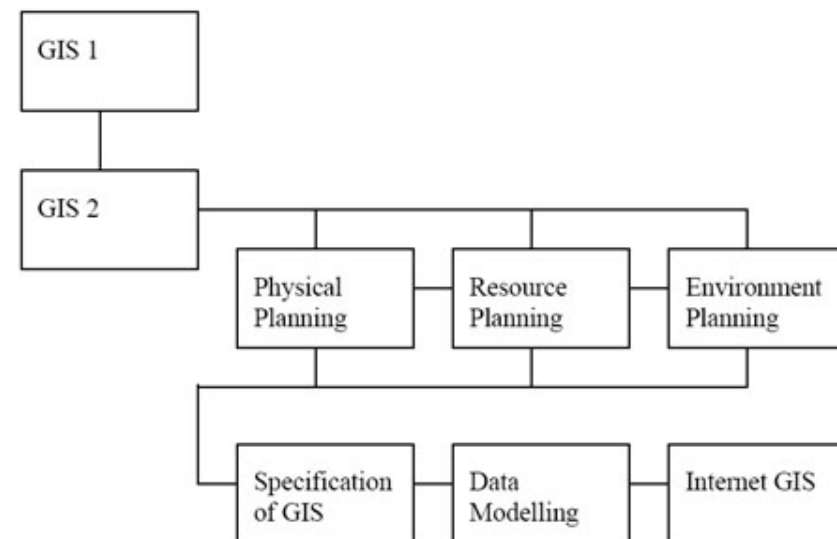 GIS 1
GIS 2
Physical
Planning
Resource
Planning
Environment
Planning
Specification
of GIS
Data
Modelling
Internet GIS